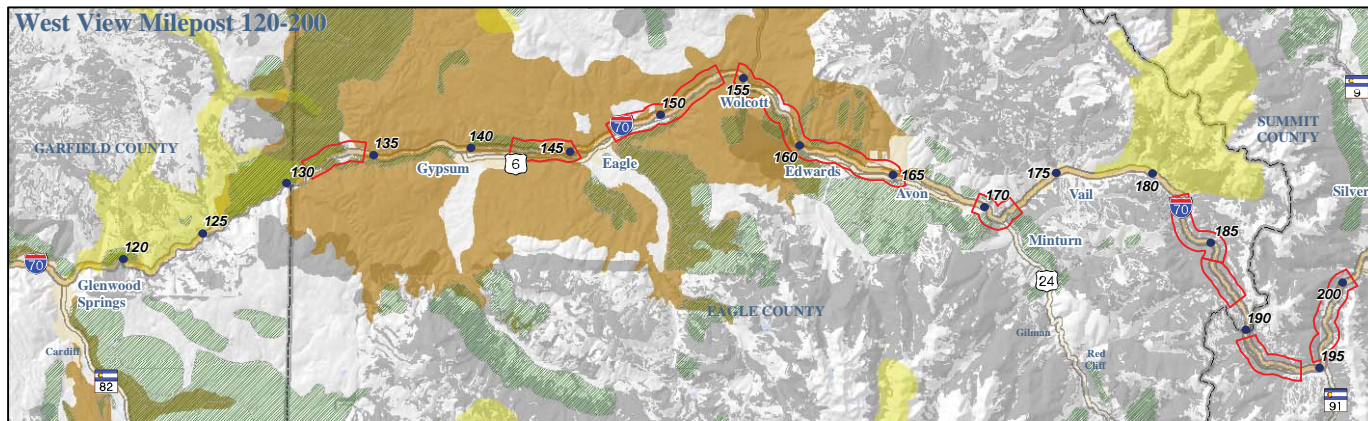 West View Milepost 120-200
9
SUMMIT
COUNTY
GARFIELD COUNTY
150
155
Wolcott
70
135
140
145
6
Gypsum
Eagle
160
Edwards
130
165
Avon
175
Vail
180
Silver
170
70
125
185
Minturn
120
70
Glenwood
Springs
24
200
EAGLE COUNTY
190
Gilman
Cardiff
Red
Cliff
195
82
91